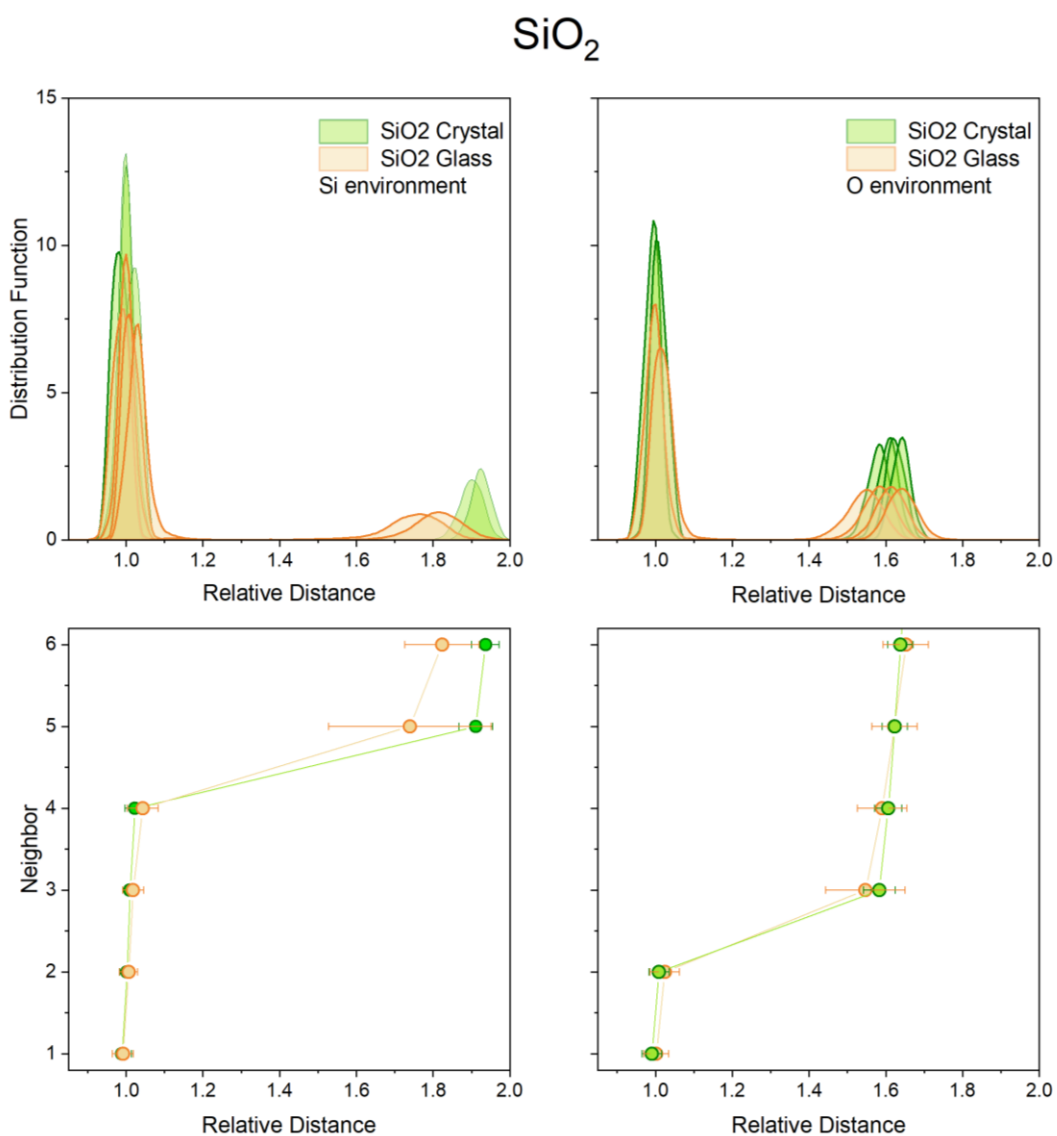 SiO2
15
10
5
0
Distribution Function
SiO2 Crystal
SiO2 Glass
Si environment
1.0 1.2 1.4 1.6 1.8 2.0
Relative Distance
SiO2 Crystal
SiO2 Glass
O environment
1.0 1.2 1.4 1.6 1.8 2.0
Relative Distance
6
5
4
3
2
1
Neighbor
1.0 1.2 1.4 1.6 1.8 2.0
Relative Distance
1.0 1.2 1.4 1.6 1.8 2.0
Relative Distance